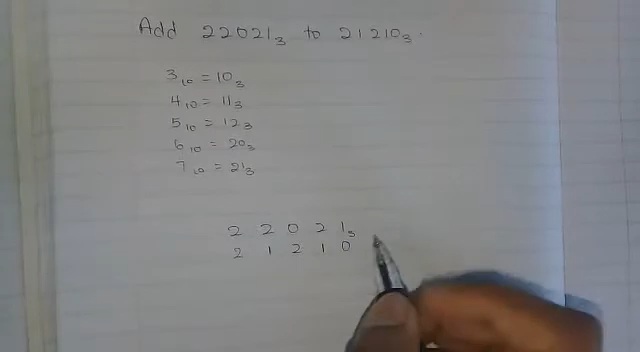 Add 22021₃ to 21210₃.
3₁₀ = 10₃
4₁₀ = 11₃
5₁₀ = 12₃
6₁₀ = 20₃
7₁₀ = 21₃
2 2 0 2 1₃
2 1 2 1 0